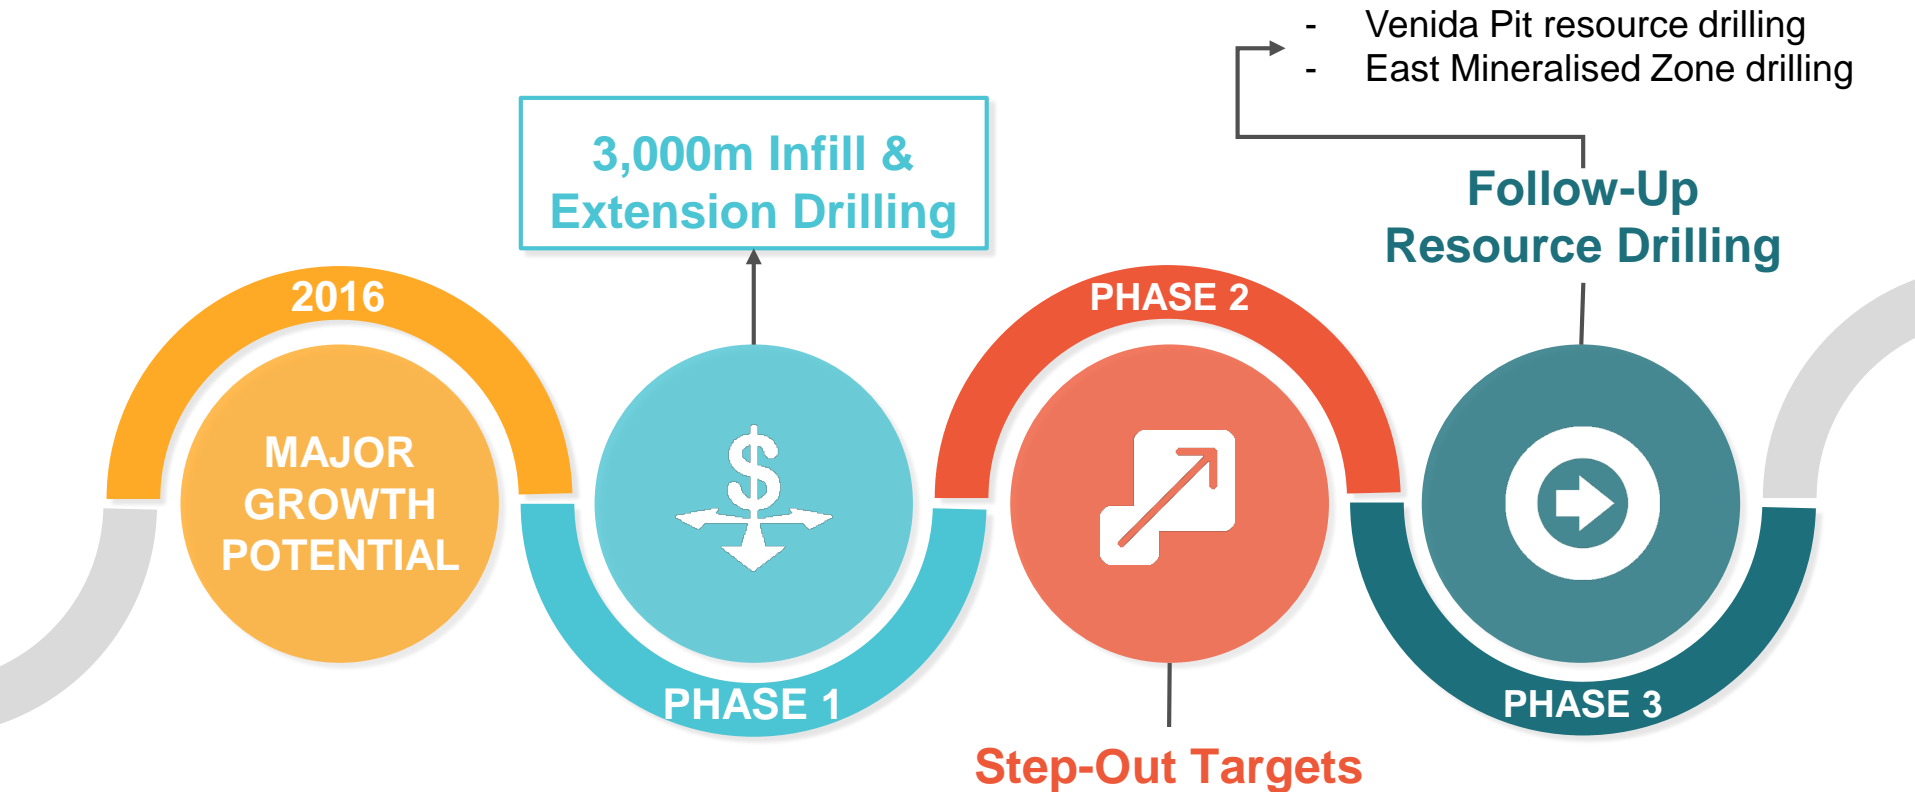 - Venida Pit resource drilling
- East Mineralised Zone drilling
3,000m Infill &
Extension Drilling
Follow-Up
Resource Drilling
2016
PHASE 2
MAJOR
GROWTH
POTENTIAL
$
PHASE 1
PHASE 3
Step-Out Targets